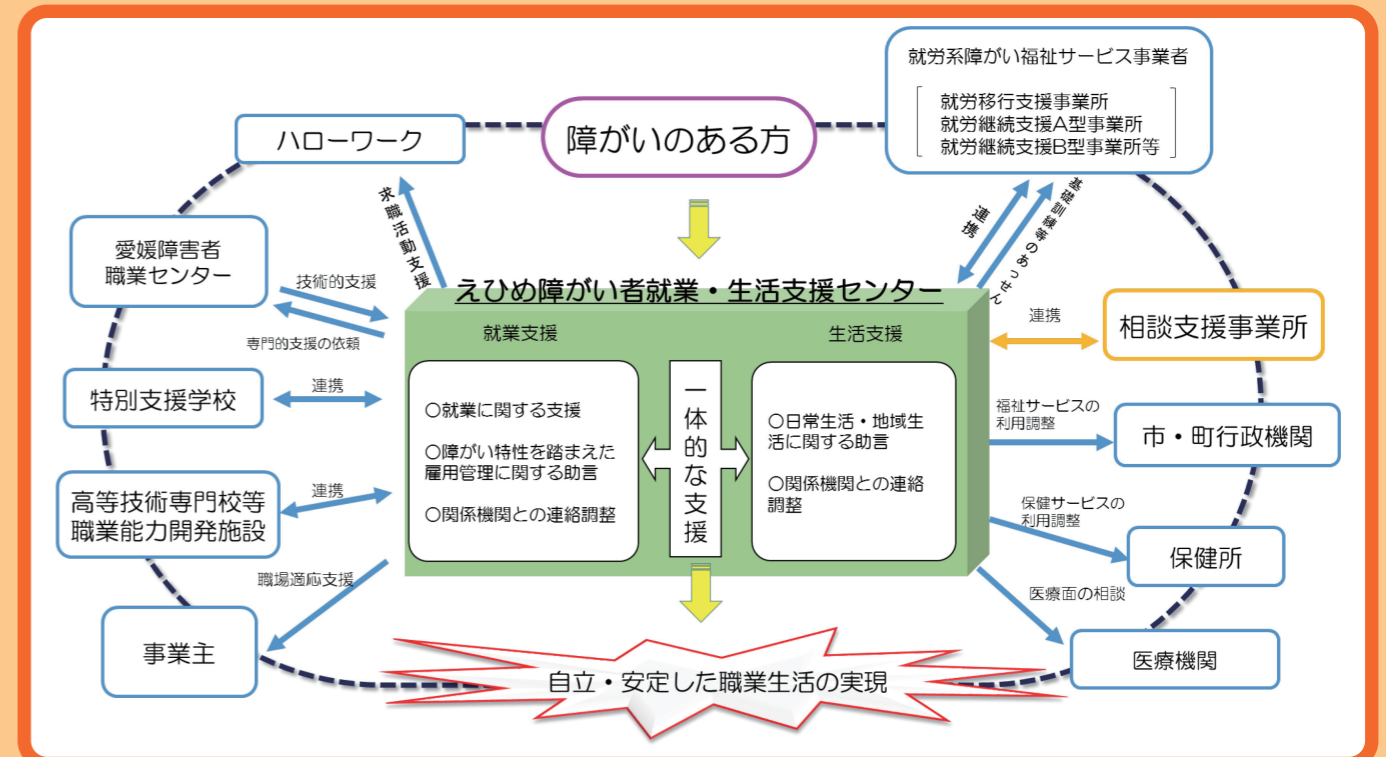 就労系障がい福祉サービス事業者
就労移行支援事業所
就労継続支援A型事業所
就労継続支援B型事業所等
障がいのある方
ハローワーク
求職活動支援
連携
基礎訓練等のあっせん
愛媛障害者
職業センター
技術的支援
専門的支援の依頼
えひめ障がい者就業・生活支援センター
就業支援
生活支援
連携
相談支援事業所
特別支援学校
連携
○就業に関する支援
○障がい特性を踏まえた
雇用管理に関する助言
○関係機関との連絡調整
一体的な支援
○日常生活・地域生
活に関する助言
○関係機関との連絡
調整
福祉サービスの
利用調整
市・町行政機関
高等技術専門校等
職業能力開発施設
連携
保健サービスの
利用調整
保健所
職場適応支援
事業主
医療面の相談
医療機関
自立・安定した職業生活の実現